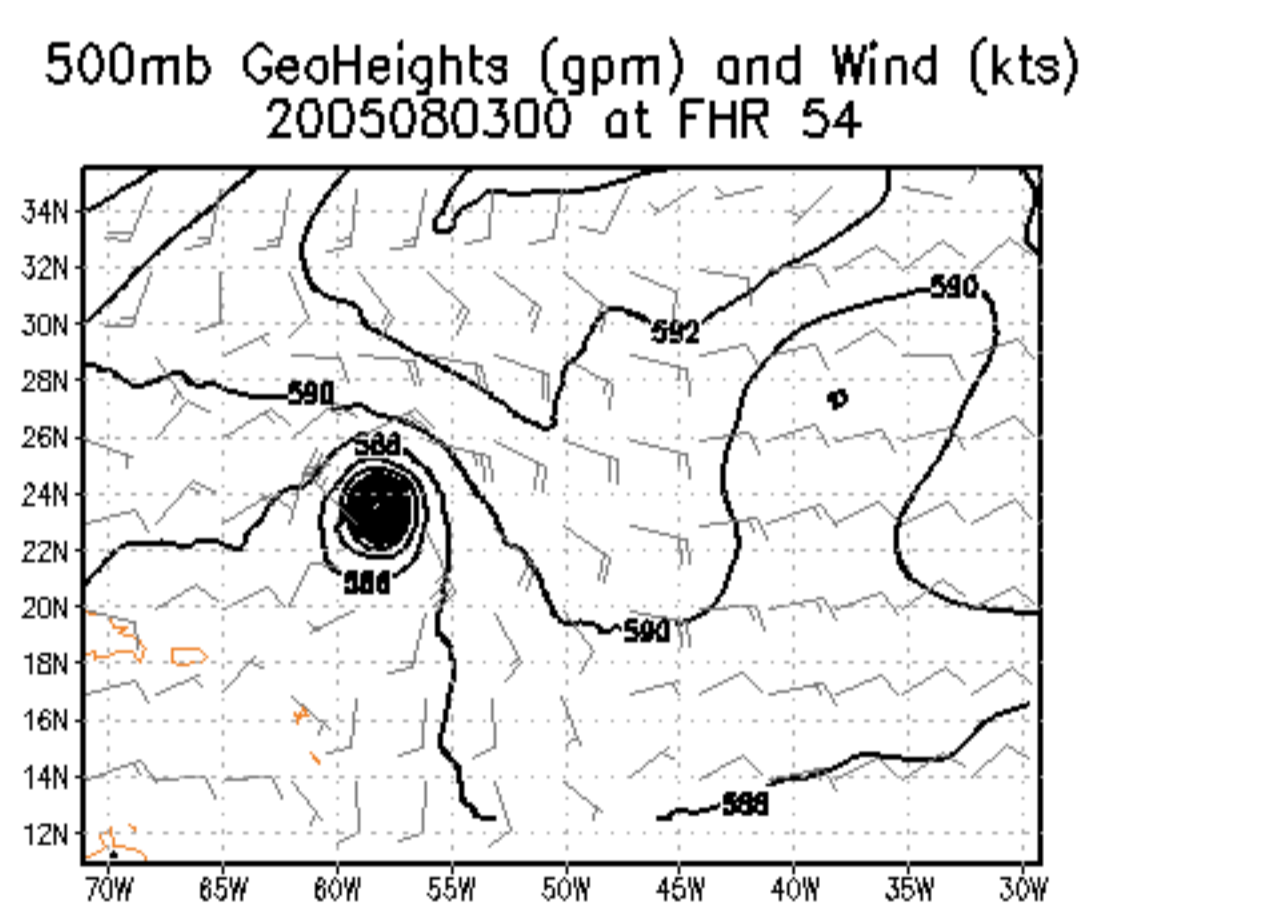 500mb GeoHeights (gpm) and Wind (kts)
2005080300 at FHR 54
34N
32N
30N
28N
26N
24N
22N
20N
18N
16N
14N
12N
590
592
590
588
586
590
588
70W 65W 60W 55W 50W 45W 40W 35W 30W